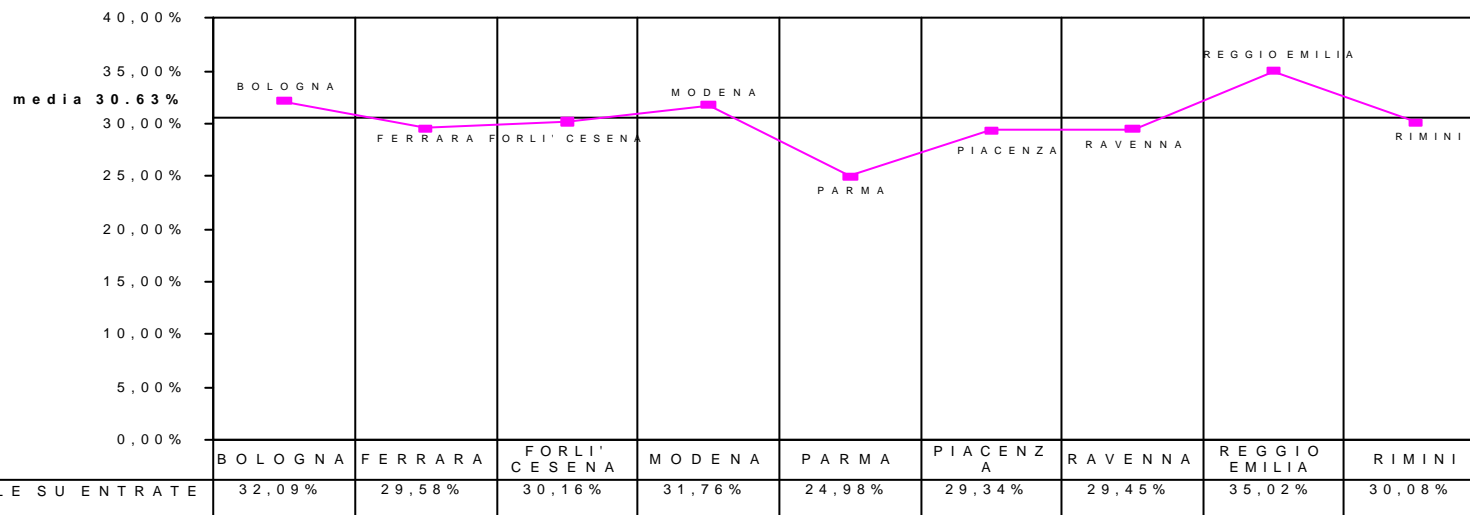 40,00%
35,00%
media 30.63%
30,00%
25,00%
20,00%
15,00%
10,00%
5,00%
0,00%
BOLOGNA
FERRARA
FORLI' CESENA
MODENA
PARMA
PIACENZA
RAVENNA
REGGIO EMILIA
RIMINI
BOLOGNA FERRARA FORLI' CESENA MODENA PARMA PIACENZ A RAVENNA REGGIO EMILIA RIMINI
LE SU ENTRATE 32,09% 29,58% 30,16% 31,76% 24,98% 29,34% 29,45% 35,02% 30,08%